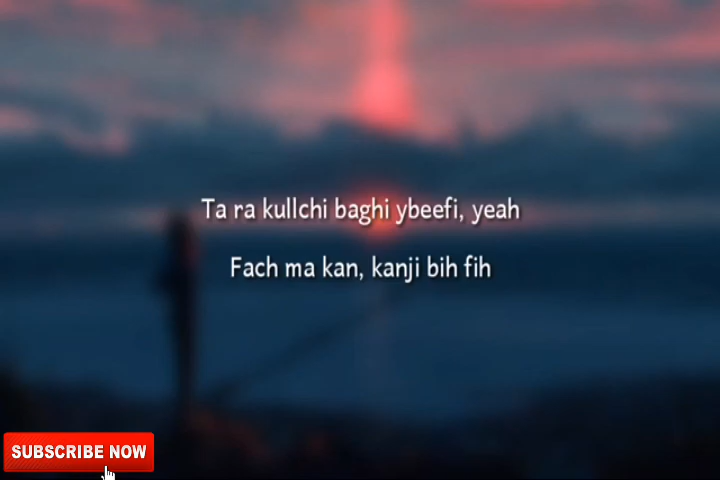 Ta ra kullchi baghi ybeefi, yeah
Fach ma kan, kanji bih fih
SUBSCRIBE NOW